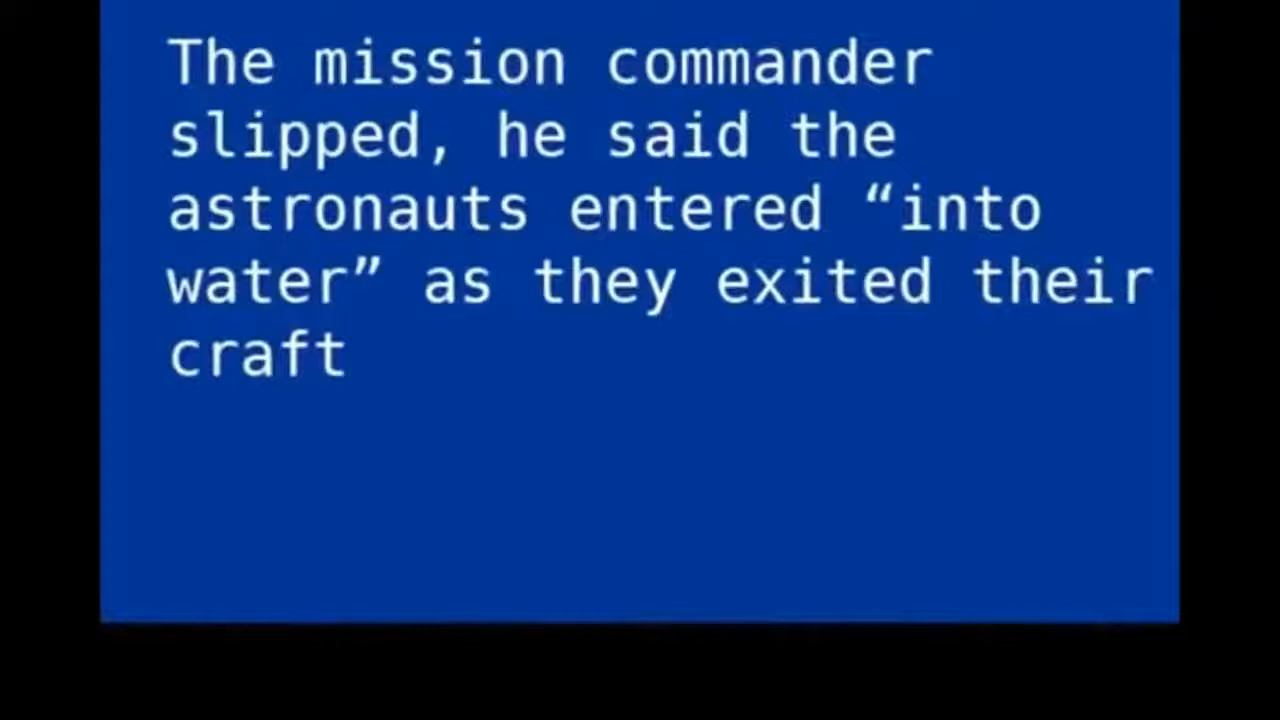 The mission commander
slipped, he said the
astronauts entered “into
water” as they exited their
craft